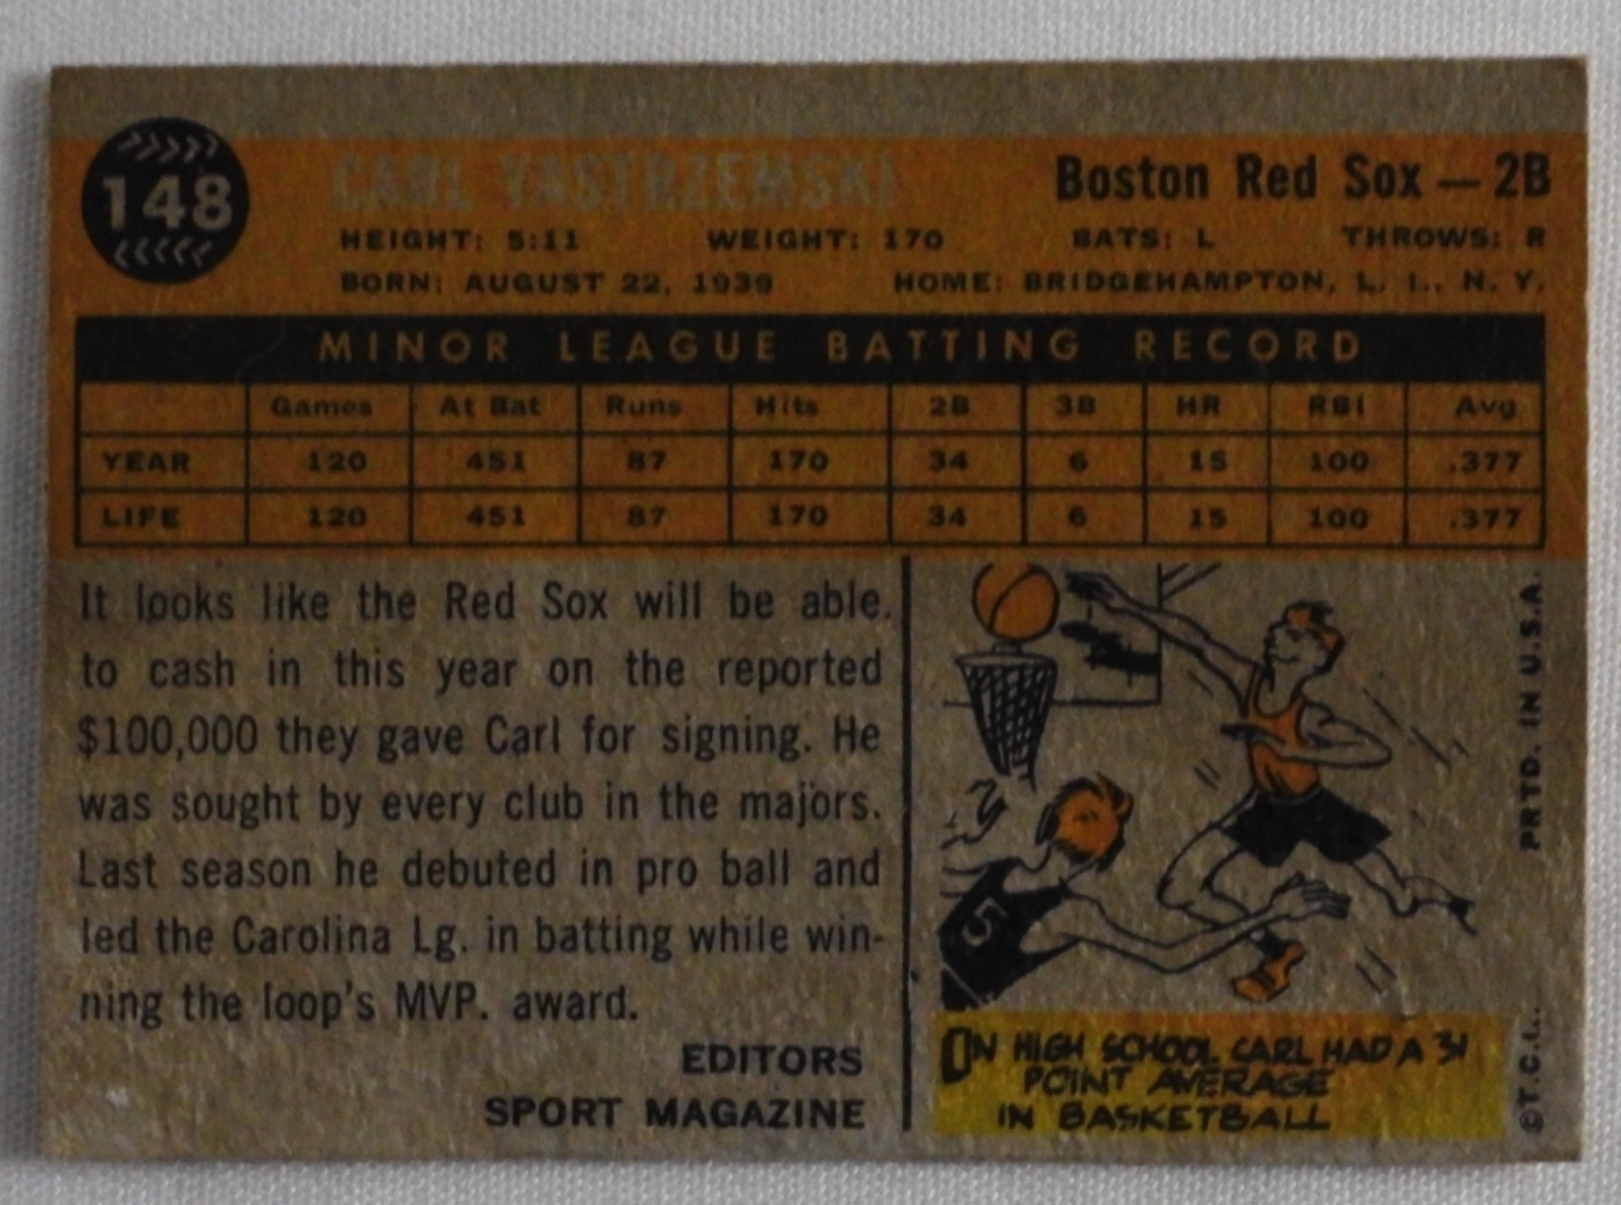 148
CARL YASTRZEMSKI
Boston Red Sox — 2B
HEIGHT: 5:11 WEIGHT: 170 BATS: L THROWS: R
BORN: AUGUST 22, 1939 HOME: BRIDGEHAMPTON, L. I., N. Y.
MINOR LEAGUE BATTING RECORD
Games At Bat Runs Hits 2B 3B HR RBI Avg
YEAR 120 451 87 170 34 6 15 100 .377
LIFE 120 451 87 170 34 6 15 100 .377
It looks like the Red Sox will be able.
to cash in this year on the reported
$100,000 they gave Carl for signing. He
was sought by every club in the majors.
Last season he debuted in pro ball and
led the Carolina Lg. in batting while win-
ning the loop's MVP. award.
EDITORS
SPORT MAGAZINE
5
IN HIGH SCHOOL CARL HAD A 31
POINT AVERAGE
IN BASKETBALL
PRTD. IN U.S.A.
©T.C.G.